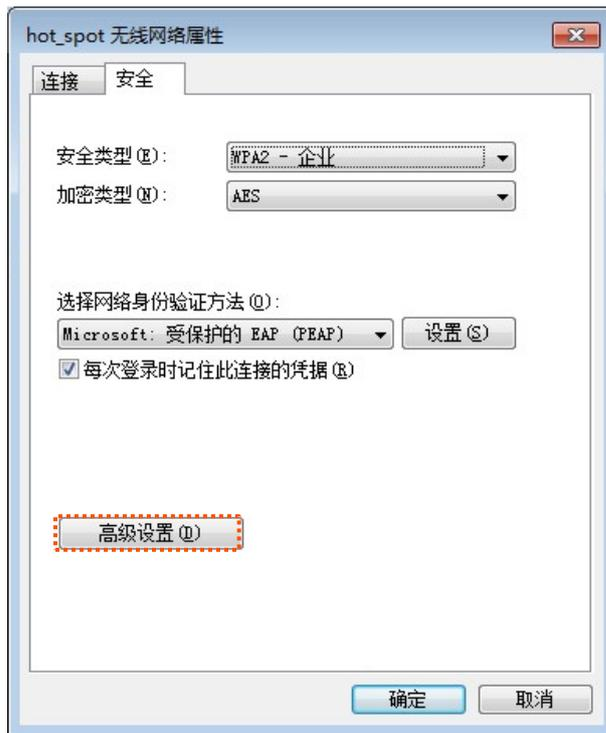 hot_spot 无线网络属性
连接 安全
安全类型(E): WPA2 - 企业
加密类型(N): AES
选择网络身份验证方法(O):
Microsoft: 受保护的 EAP (PEAP) 设置(S)
每次登录时记住此连接的凭据(R)
高级设置(D)
确定 取消